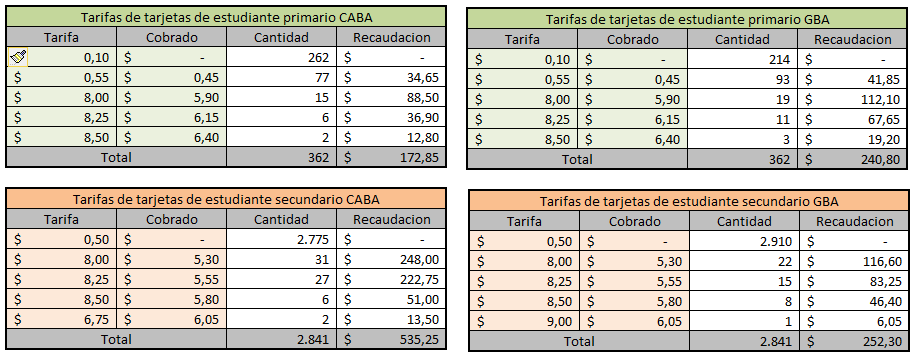 Tarifas de tarjetas de estudiante primario CABA
Tarifa Cobrado Cantidad Recaudacion
0,10 $ - 262 $ -
$ 0,55 $ 0,45 77 $ 34,65
$ 8,00 $ 5,90 15 $ 88,50
$ 8,25 $ 6,15 6 $ 36,90
$ 8,50 $ 6,40 2 $ 12,80
Total 362 $ 172,85
Tarifas de tarjetas de estudiante primario GBA
Tarifa Cobrado Cantidad Recaudacion
$ 0,10 $ - 214 $ -
$ 0,55 $ 0,45 93 $ 41,85
$ 8,00 $ 5,90 19 $ 112,10
$ 8,25 $ 6,15 11 $ 67,65
$ 8,50 $ 6,40 3 $ 19,20
Total 362 $ 240,80
Tarifas de tarjetas de estudiante secundario CABA
Tarifa Cobrado Cantidad Recaudacion
$ 0,50 $ - 2.775 $ -
$ 8,00 $ 5,30 31 $ 248,00
$ 8,25 $ 5,55 27 $ 222,75
$ 8,50 $ 5,80 6 $ 51,00
$ 6,75 $ 6,05 2 $ 13,50
Total 2.841 $ 535,25
Tarifas de tarjetas de estudiante secundario GBA
Tarifa Cobrado Cantidad Recaudacion
$ 0,50 $ - 2.910 $ -
$ 8,00 $ 5,30 22 $ 116,60
$ 8,25 $ 5,55 15 $ 83,25
$ 8,50 $ 5,80 8 $ 46,40
$ 9,00 $ 6,05 1 $ 6,05
Total 2.841 $ 252,30